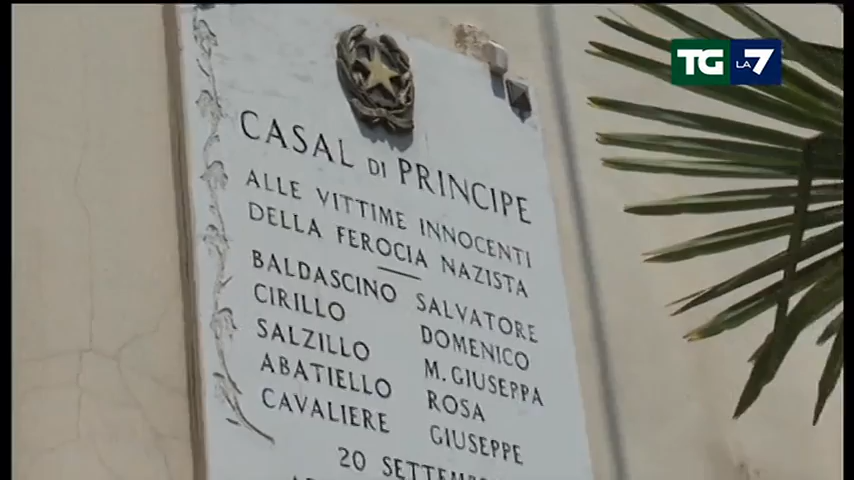 TG LA7
CASAL DI PRINCIPE
ALLE VITTIME INNOCENTI
DELLA FEROCIA NAZISTA
BALDASCINO SALVATORE
CIRILLO DOMENICO
SALZILLO M. GIUSEPPA
ABATIELLO ROSA
CAVALIERE GIUSEPPE
20